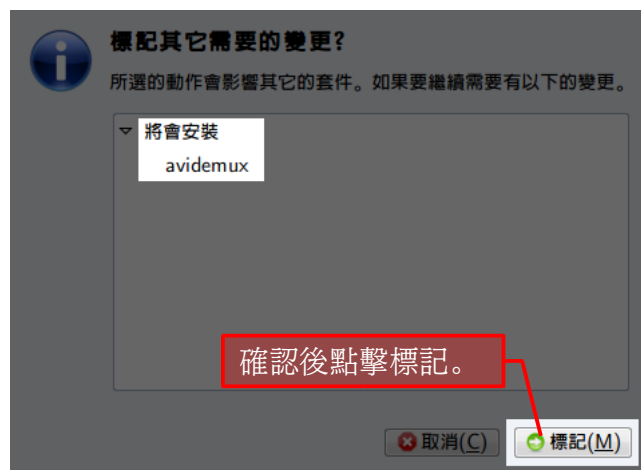 標記其它需要的變更?
所選的動作會影響其它的套件。如果要繼續需要有以下的變更。
將會安裝
avidemux
確認後點擊標記。
取消(C)
標記(M)